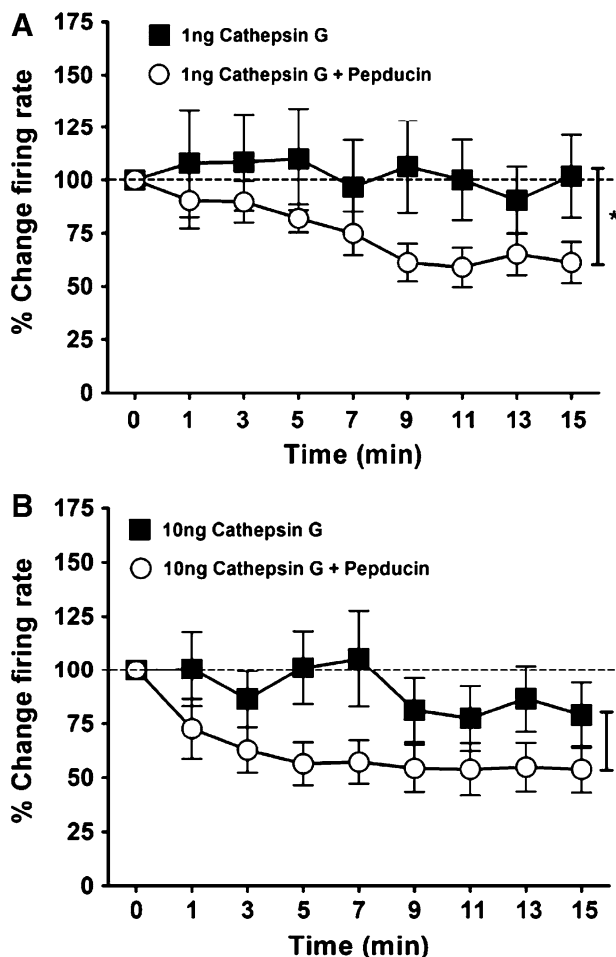 A
175
150
125
100
75
50
25
0
% Change firing rate
1ng Cathepsin G
1ng Cathepsin G + Pepducin
*
0 1 3 5 7 9 11 13 15
Time (min)
B
175
150
125
100
75
50
25
0
% Change firing rate
10ng Cathepsin G
10ng Cathepsin G + Pepducin
0 1 3 5 7 9 11 13 15
Time (min)